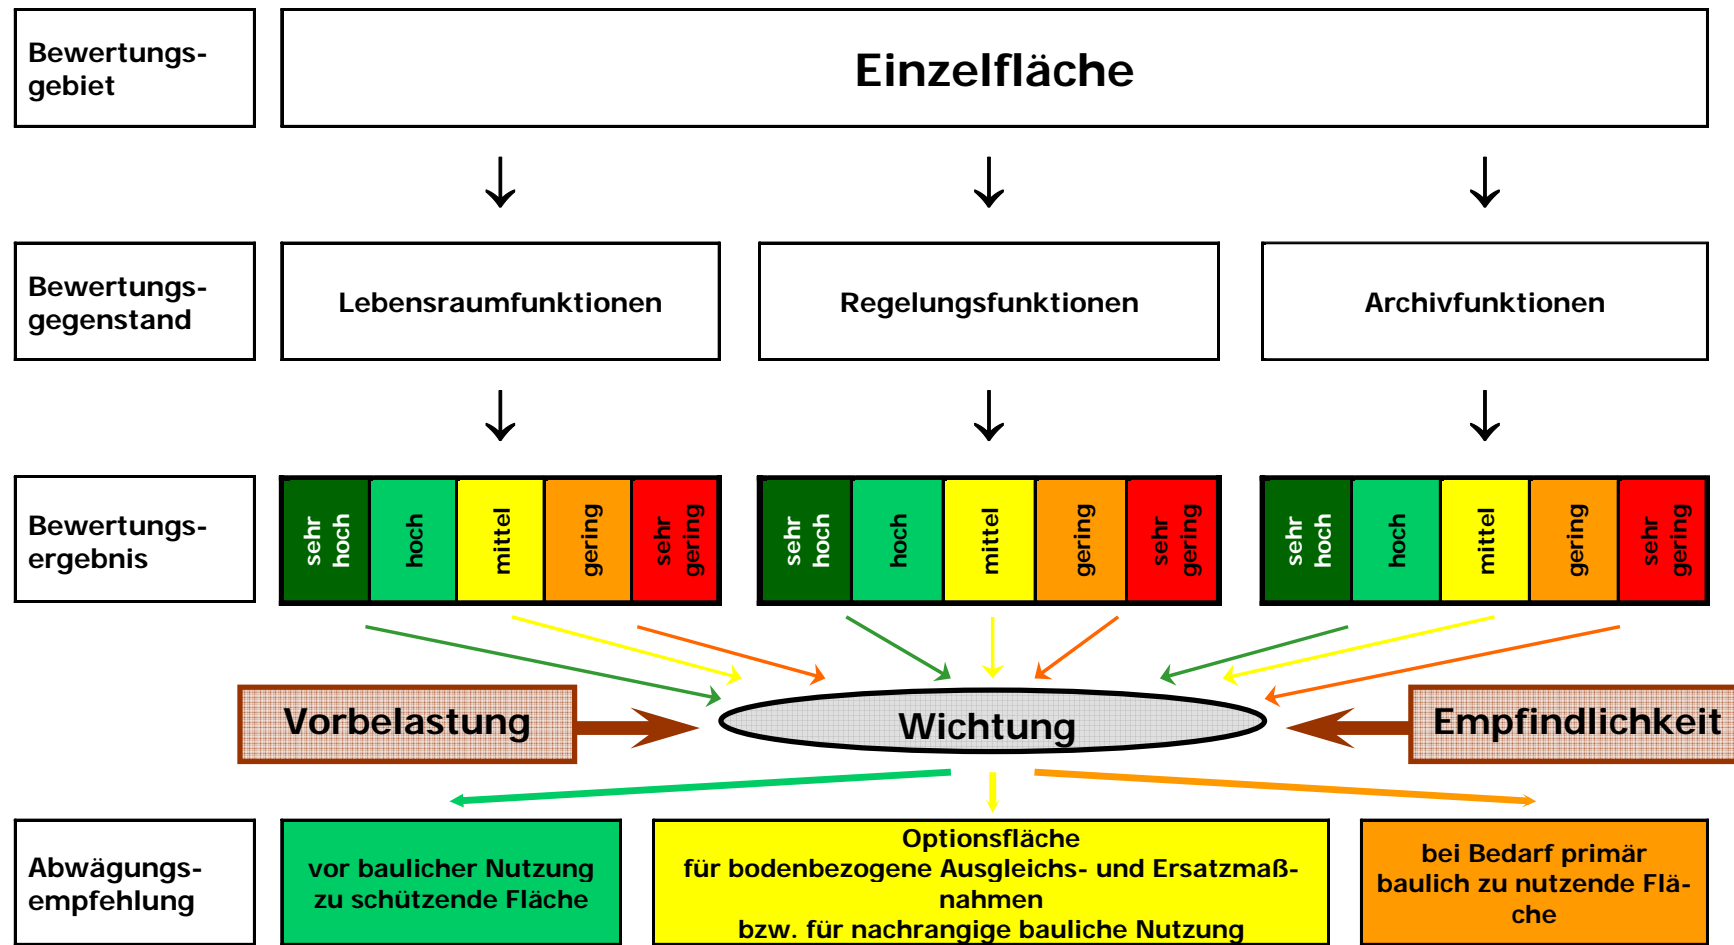 Bewertungs-
gebiet
Einzelfläche
Bewertungs-
gegenstand
Lebensraumfunktionen
Regelungsfunktionen
Archivfunktionen
Bewertungs-
ergebnis
sehr
hoch
hoch
mittel
gering
sehr
gering
sehr
hoch
hoch
mittel
gering
sehr
gering
sehr
hoch
hoch
mittel
gering
sehr
gering
Vorbelastung
Wichtung
Empfindlichkeit
Abwägungs-
empfehlung
vor baulicher Nutzung
zu schützende Fläche
Optionsfläche
für bodenbezogene Ausgleichs- und Ersatzmaß-
nahmen
bzw. für nachrangige bauliche Nutzung
bei Bedarf primär
baulich zu nutzende Flä-
che